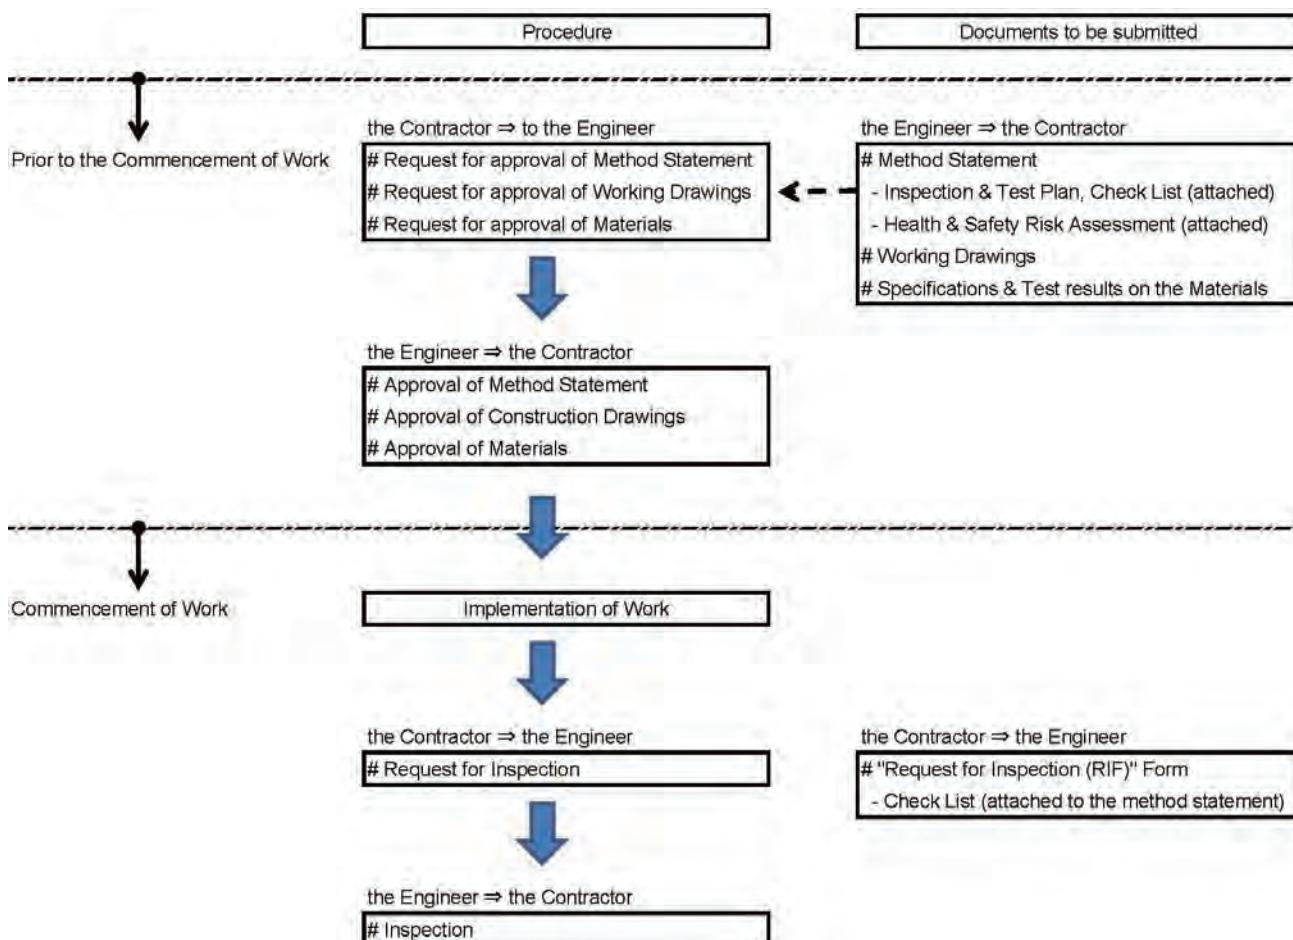 Procedure
Documents to be submitted
Prior to the Commencement of Work
the Contractor ⇒ to the Engineer
# Request for approval of Method Statement
# Request for approval of Working Drawings
# Request for approval of Materials
the Engineer ⇒ the Contractor
# Method Statement
- Inspection & Test Plan, Check List (attached)
- Health & Safety Risk Assessment (attached)
# Working Drawings
# Specifications & Test results on the Materials
the Engineer ⇒ the Contractor
# Approval of Method Statement
# Approval of Construction Drawings
# Approval of Materials
Commencement of Work
Implementation of Work
the Contractor ⇒ the Engineer
# Request for Inspection
the Contractor ⇒ the Engineer
# "Request for Inspection (RIF)" Form
- Check List (attached to the method statement)
the Engineer ⇒ the Contractor
# Inspection